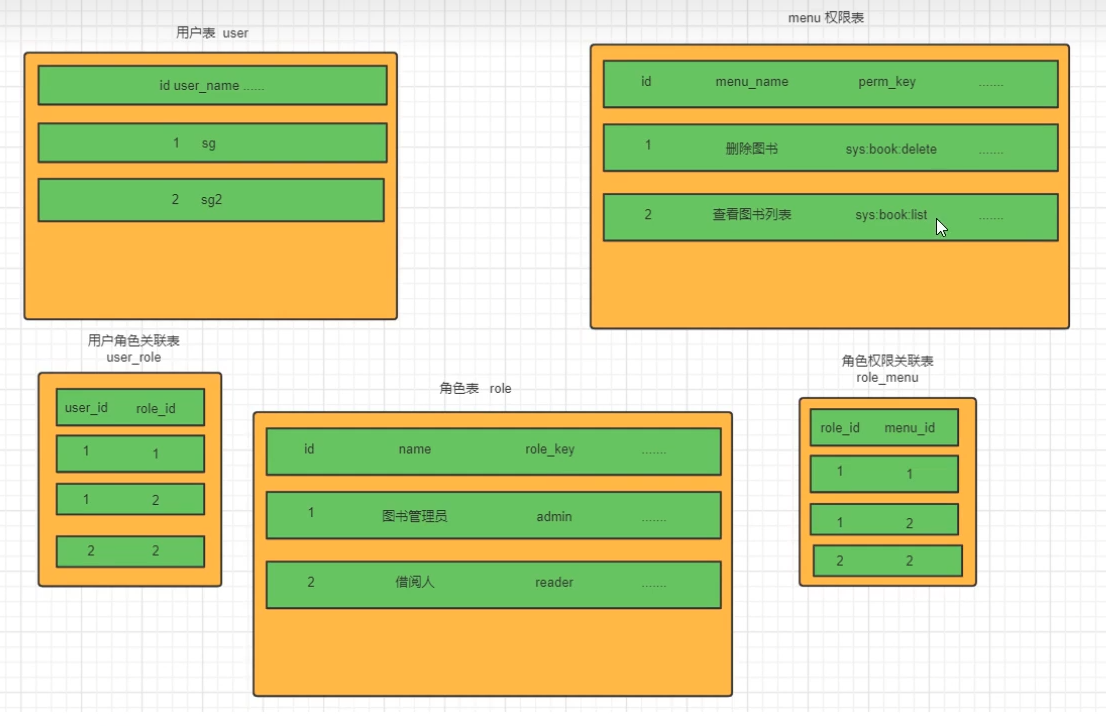 用户表 user
id user_name ......
1 sg
2 sg2
menu 权限表
id menu_name perm_key .......
1 删除图书 sys:book:delete .......
2 查看图书列表 sys:book:list .......
用户角色关联表
user_role
user_id role_id
1 1
1 2
2 2
角色表 role
id name role_key .......
1 图书管理员 admin .......
2 借阅人 reader .......
角色权限关联表
role_menu
role_id menu_id
1 1
1 2
2 2